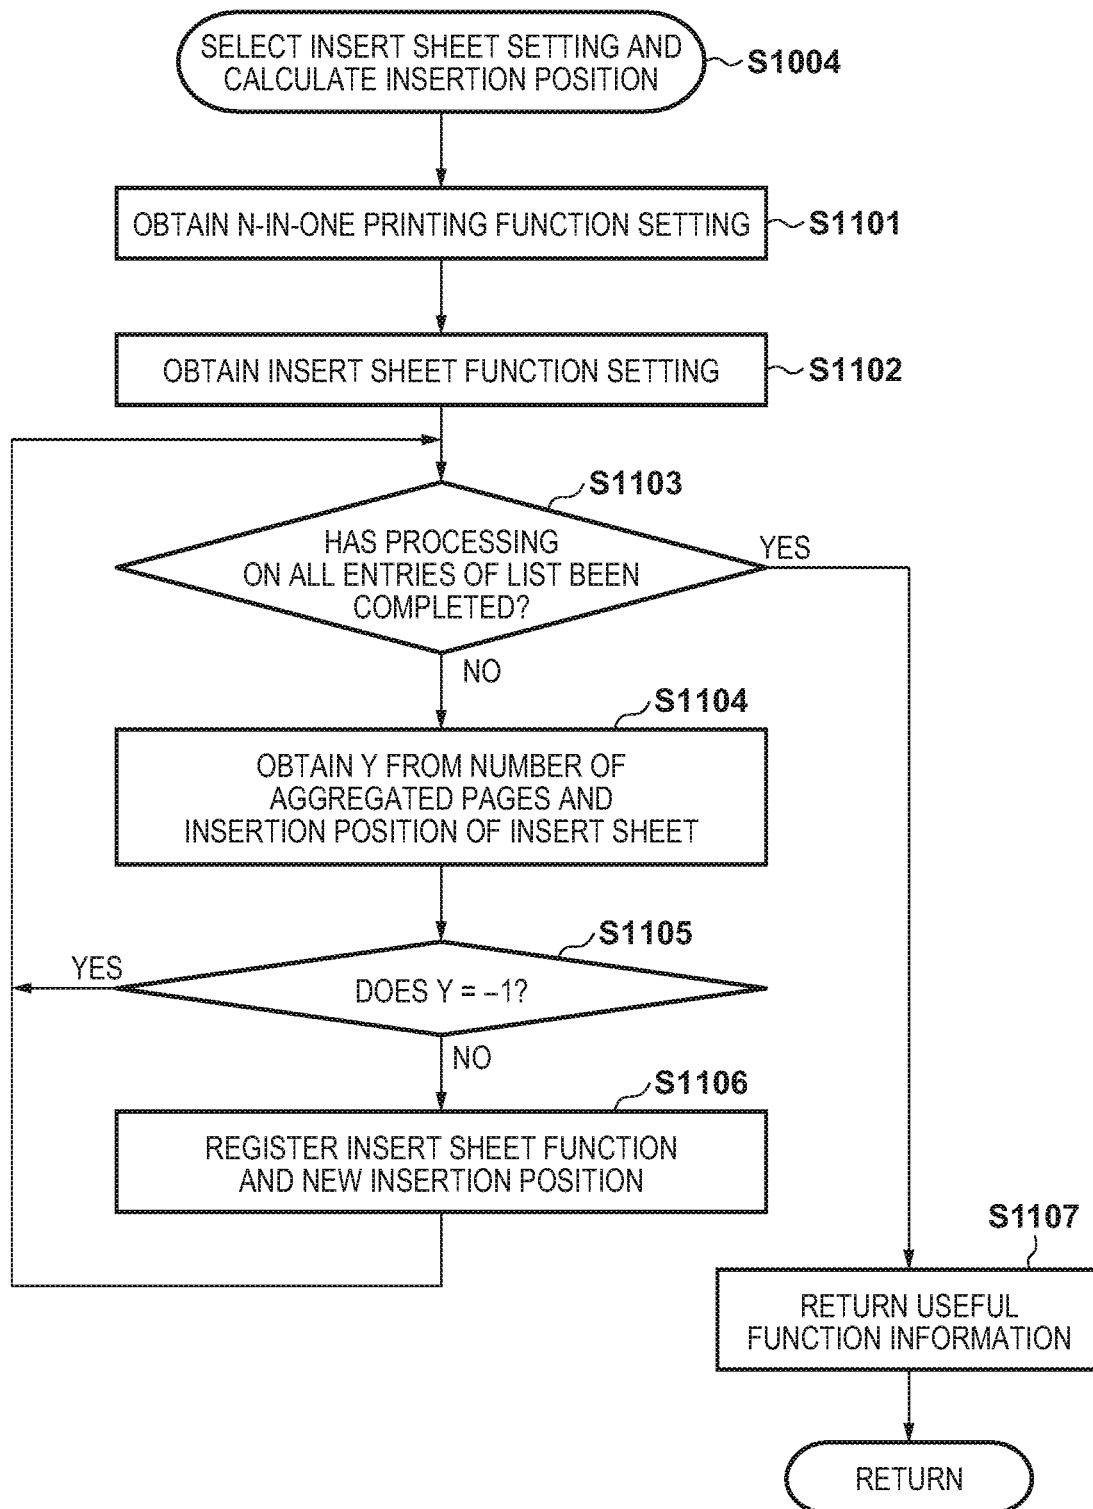 SELECT INSERT SHEET SETTING AND
CALCULATE INSERTION POSITION
S1004
OBTAIN N-IN-ONE PRINTING FUNCTION SETTING
S1101
OBTAIN INSERT SHEET FUNCTION SETTING
S1102
S1103
HAS PROCESSING
ON ALL ENTRIES OF LIST BEEN
COMPLETED?
YES
NO
S1104
OBTAIN Y FROM NUMBER OF
AGGREGATED PAGES AND
INSERTION POSITION OF INSERT SHEET
S1105
YES
DOES Y = –1?
NO
S1106
REGISTER INSERT SHEET FUNCTION
AND NEW INSERTION POSITION
S1107
RETURN USEFUL
FUNCTION INFORMATION
RETURN